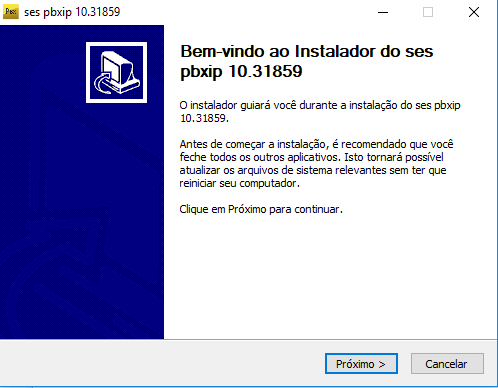 ses pbxip 10.31859
Bem-vindo ao Instalador do ses
pbxip 10.31859
O instalador guiará você durante a instalação do ses pbxip
10.31859.
Antes de começar a instalação, é recomendado que você
feche todos os outros aplicativos. Isto tornará possível
atualizar os arquivos de sistema relevantes sem ter que
reiniciar seu computador.
Clique em Próximo para continuar.
Próximo >
Cancelar